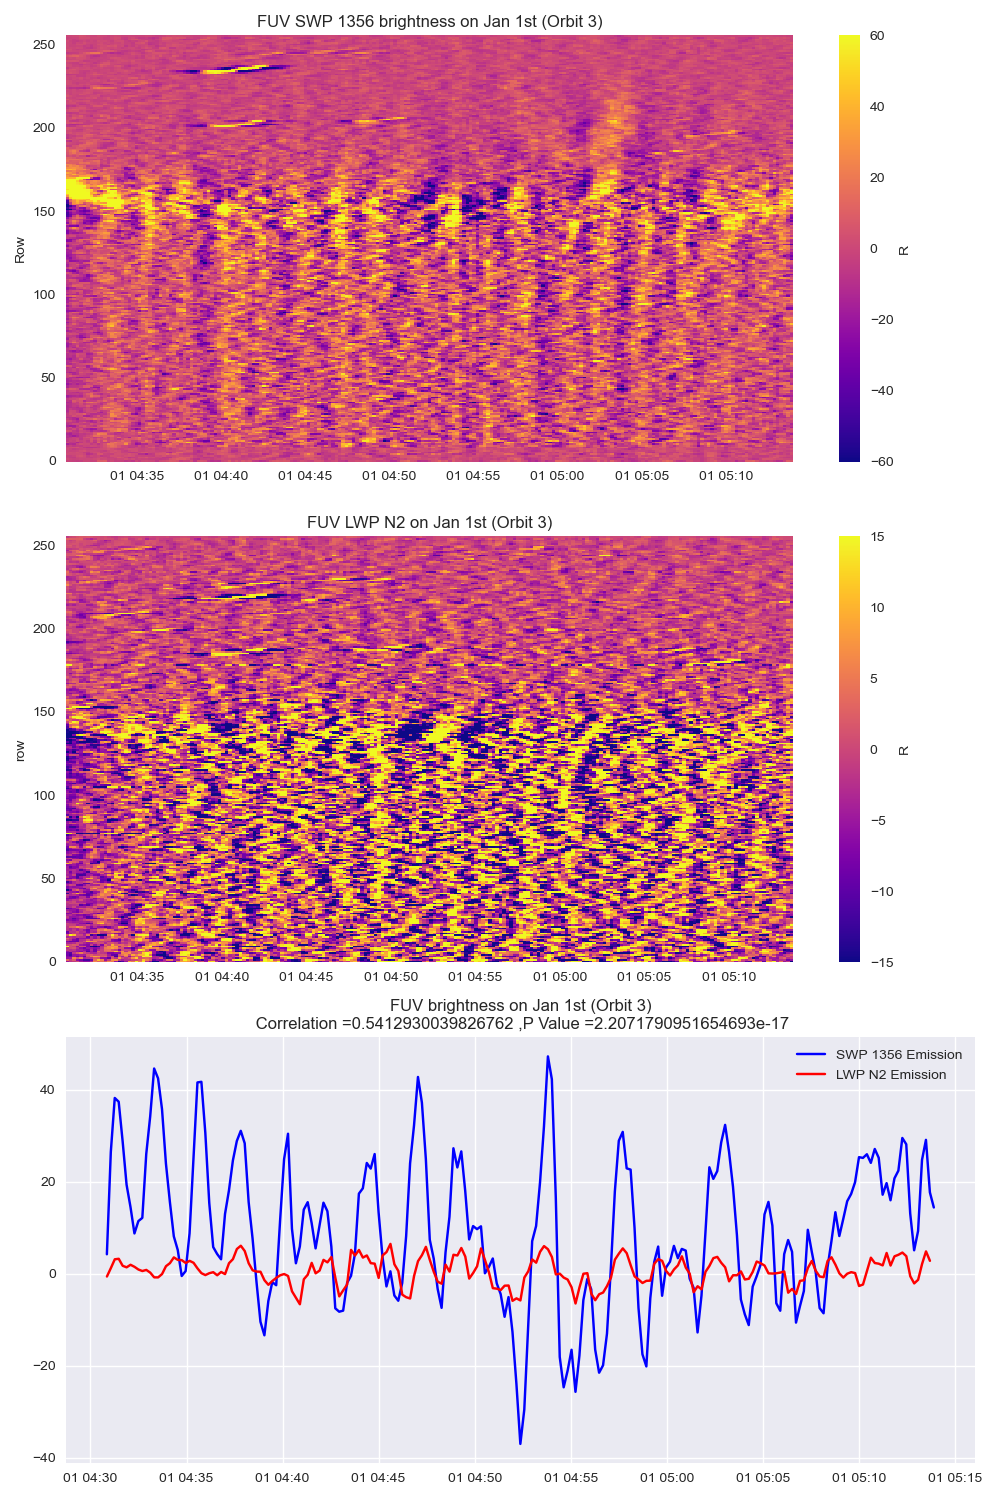 FUV SWP 1356 brightness on Jan 1st (Orbit 3)
250
200
150
100
50
0
Row
01 04:35 01 04:40 01 04:45 01 04:50 01 04:55 01 05:00 01 05:05 01 05:10
60
40
20
0
−20
−40
−60
R
FUV LWP N2 on Jan 1st (Orbit 3)
250
200
150
100
50
0
row
01 04:35 01 04:40 01 04:45 01 04:50 01 04:55 01 05:00 01 05:05 01 05:10
15
10
5
0
−5
−10
−15
R
FUV brightness on Jan 1st (Orbit 3)
Correlation =0.5412930039826762 ,P Value =2.2071790951654693e-17
SWP 1356 Emission
LWP N2 Emission
40
20
0
−20
−40
01 04:30 01 04:35 01 04:40 01 04:45 01 04:50 01 04:55 01 05:00 01 05:05 01 05:10 01 05:15